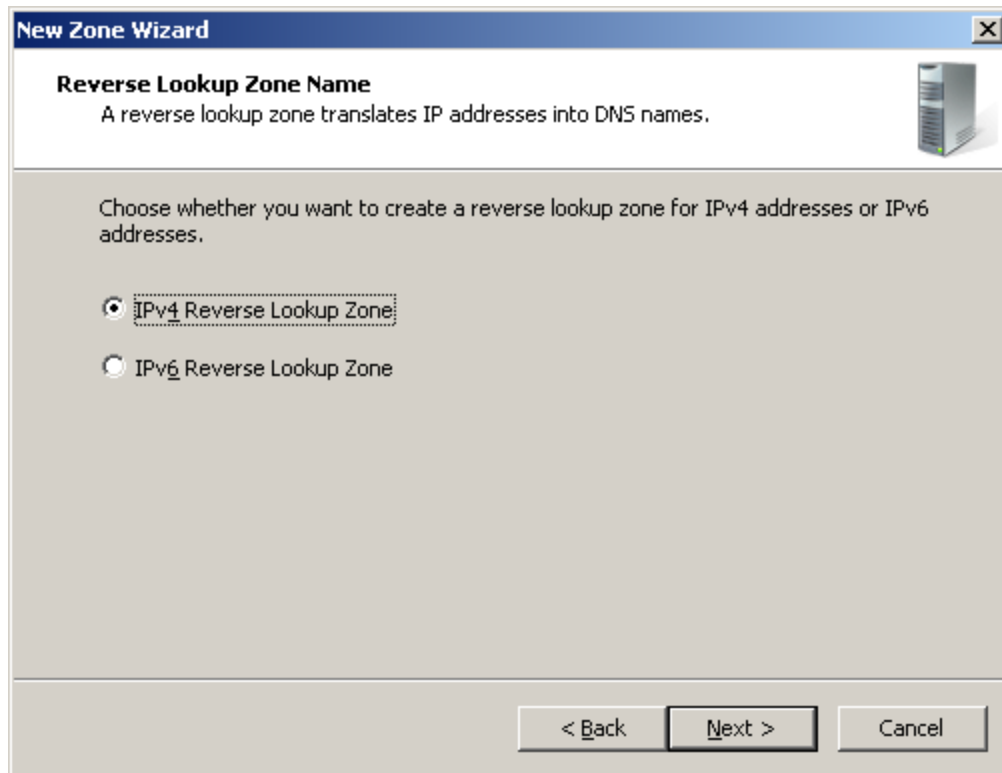 New Zone Wizard
Reverse Lookup Zone Name
A reverse lookup zone translates IP addresses into DNS names.
Choose whether you want to create a reverse lookup zone for IPv4 addresses or IPv6
addresses.
IPv4 Reverse Lookup Zone
IPv6 Reverse Lookup Zone
< Back
Next >
Cancel